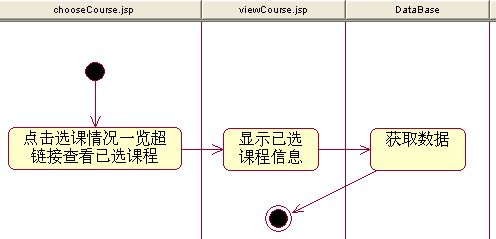 chooseCourse.jsp
viewCourse.jsp
DataBase
点击选课情况一览超
链接查看已选课程
显示已选
课程信息
获取数据